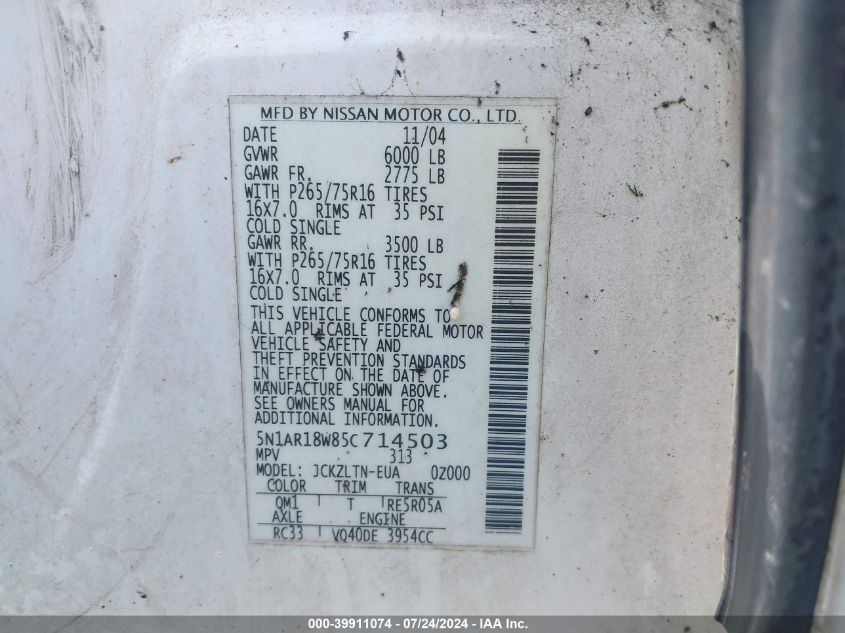 MFD BY NISSAN MOTOR CO., LTD.
DATE 11/04
GVWR 6000 LB
GAWR FR. 2775 LB
WITH P265/75R16 TIRES
16X7.0 RIMS AT 35 PSI
COLD SINGLE
GAWR RR. 3500 LB
WITH P265/75R16 TIRES
16X7.0 RIMS AT 35 PSI
COLD SINGLE
THIS VEHICLE CONFORMS TO
ALL APPLICABLE FEDERAL MOTOR
VEHICLE SAFETY AND
THEFT PREVENTION STANDARDS
IN EFFECT ON THE DATE OF
MANUFACTURE SHOWN ABOVE.
SEE OWNERS MANUAL FOR
ADDITIONAL INFORMATION.
5N1AR18W85C714503
MPV 313
MODEL: JCKZLTN-EUA 0Z000
COLOR TRIM TRANS
QM1 T RE5R05A
AXLE ENGINE
RC33 VQ40DE 3954CC
000-39911074 / 07/24/2024 - IAA Inc.